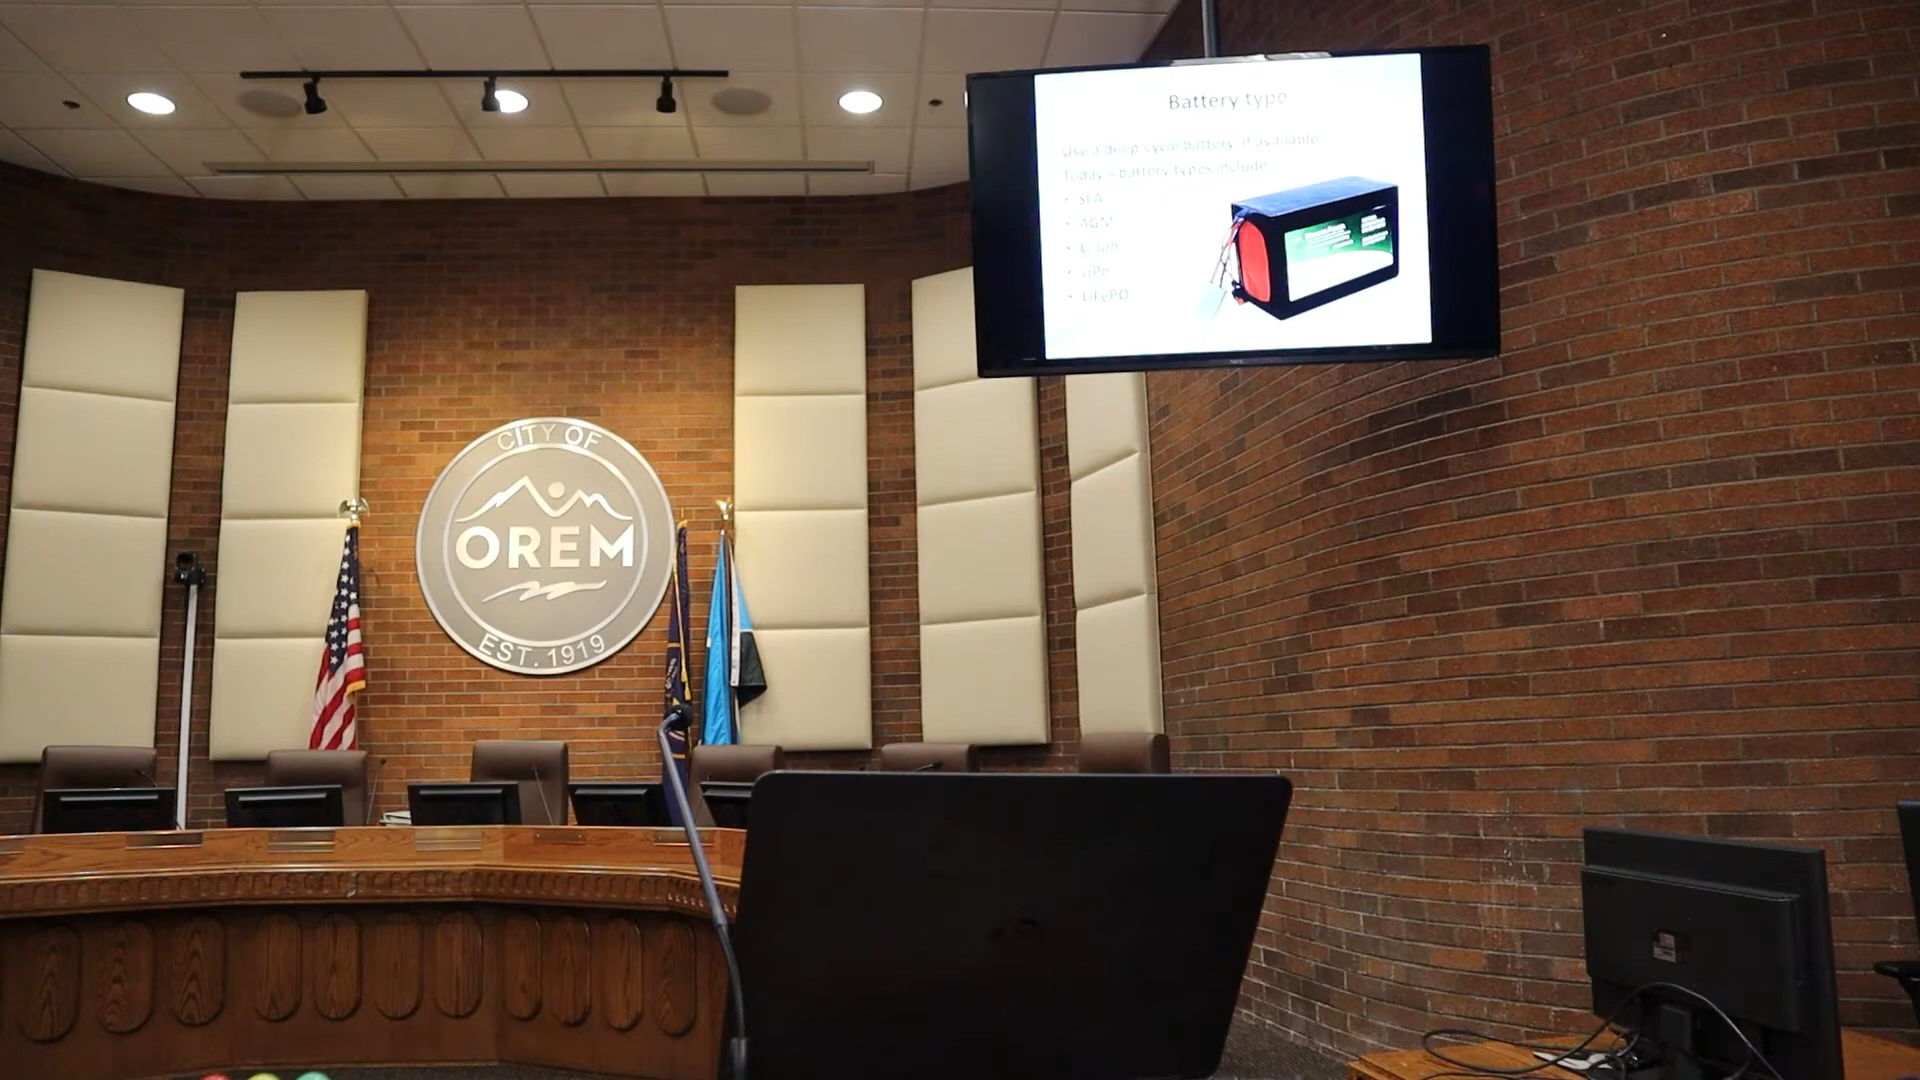 Battery type
Use a deep cycle battery if available
Today's battery types include
• SLA
• AGM
• Li-Ion
• LiPo
• LiFePO
CITY OF
OREM
EST. 1919